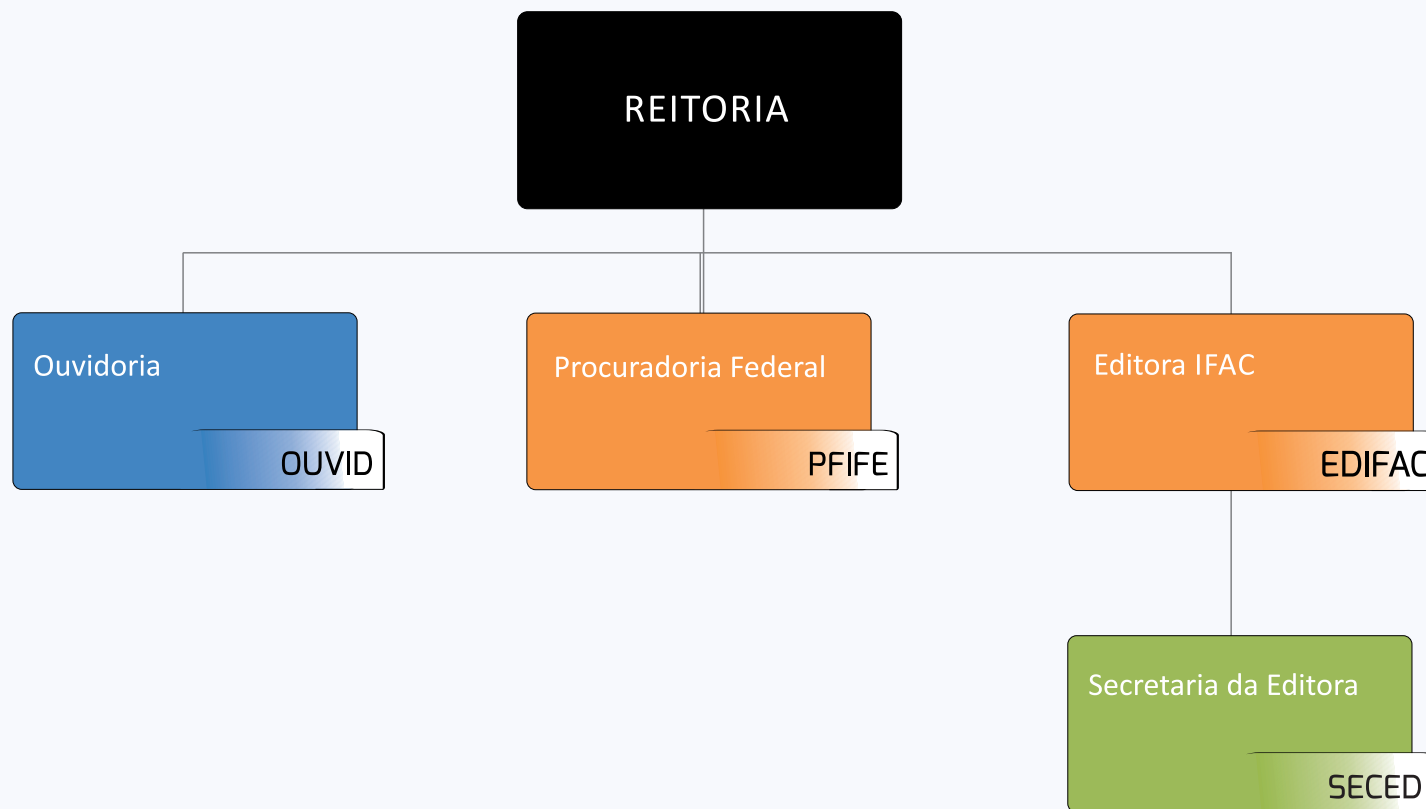 REITORIA
Ouvidoria
OUVID
Procuradoria Federal
PFIFE
Editora IFAC
EDIFAC
Secretaria da Editora
SECED